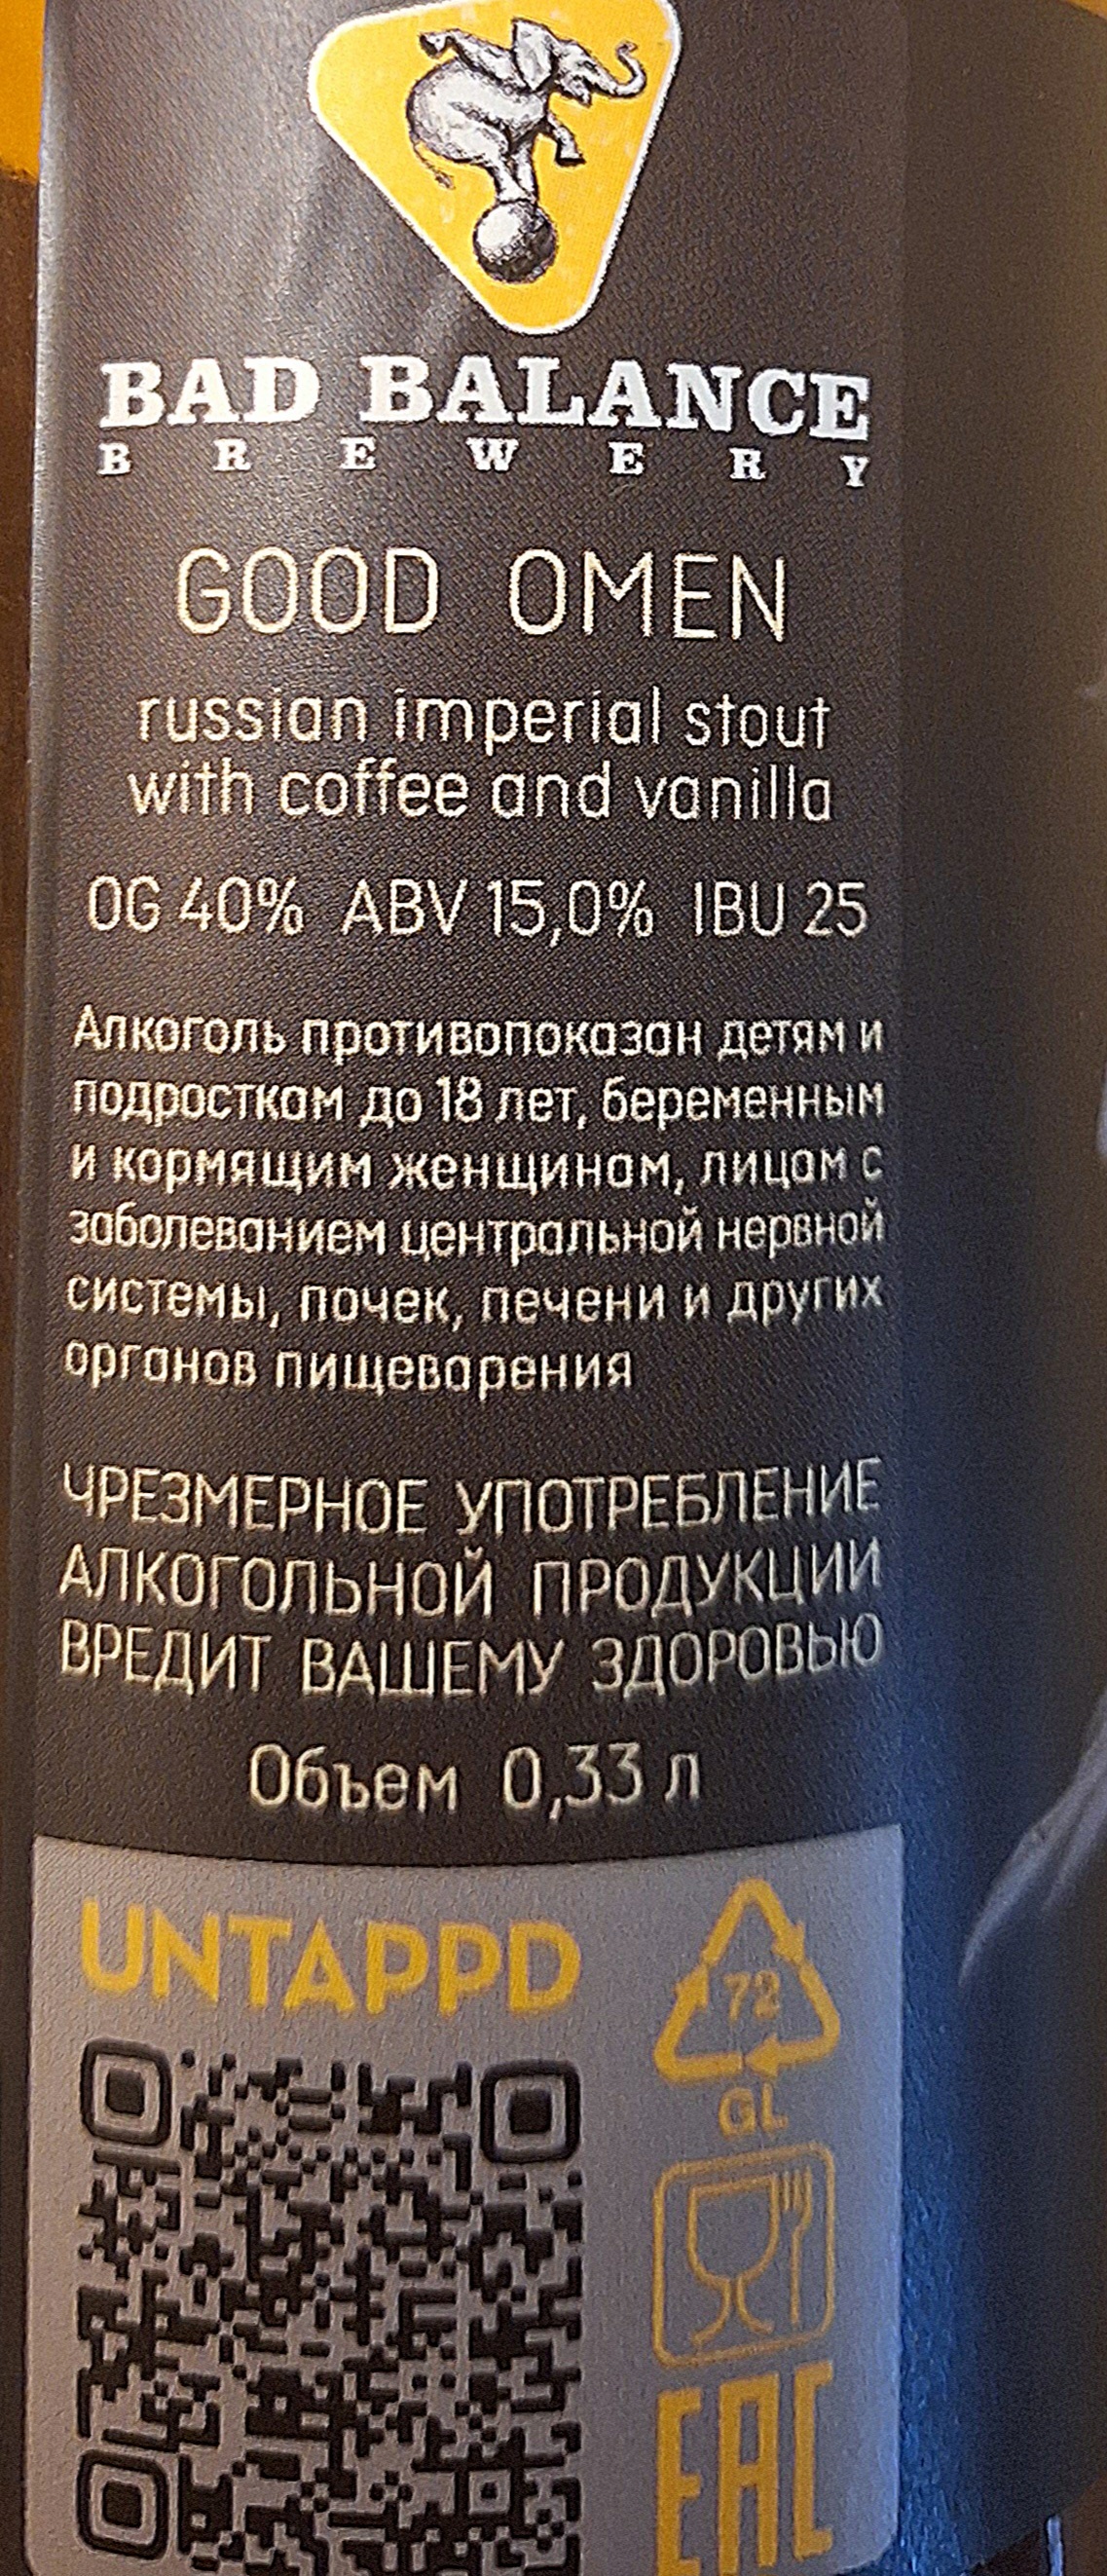 BAD BALANCE
BREWERY
GOOD OMEN
russian imperial stout
with coffee and vanilla
OG 40% ABV 15,0% IBU 25
Алкоголь противопоказан детям и
подросткам до 18 лет, беременным
и кормящим женщинам, лицам с
заболеванием центральной нервной
системы, почек, печени и других
органов пищеварения
ЧРЕЗМЕРНОЕ УПОТРЕБЛЕНИЕ
АЛКОГОЛЬНОЙ ПРОДУКЦИИ
ВРЕДИТ ВАШЕМУ ЗДОРОВЬЮ
Объем 0,33 л
UNTAPPD
72
GL
EAC